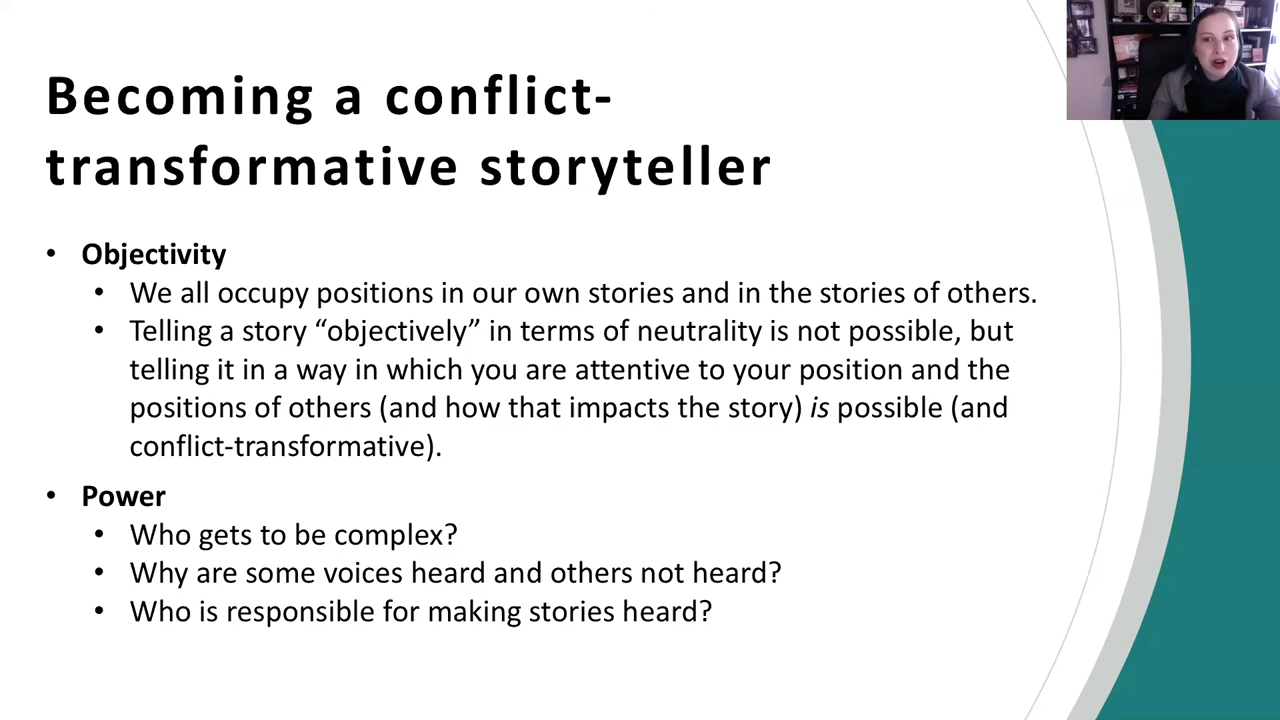 Becoming a conflict-
transformative storyteller
• Objectivity
• We all occupy positions in our own stories and in the stories of others.
• Telling a story “objectively” in terms of neutrality is not possible, but
telling it in a way in which you are attentive to your position and the
positions of others (and how that impacts the story) is possible (and
conflict-transformative).
• Power
• Who gets to be complex?
• Why are some voices heard and others not heard?
• Who is responsible for making stories heard?